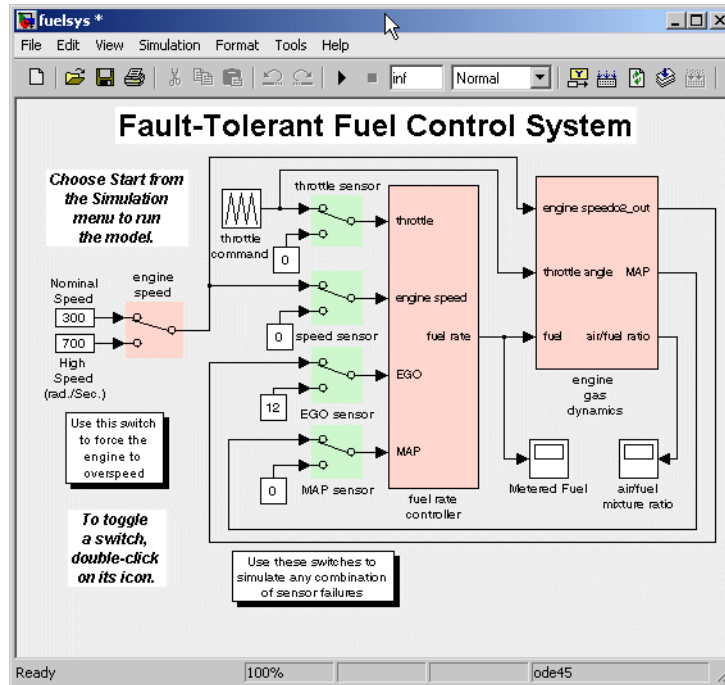 fuelsys *
File Edit View Simulation Format Tools Help
inf Normal
Fault-Tolerant Fuel Control System
Choose Start from
the Simulation
menu to run
the model.
throttle
command
throttle sensor
0
throttle
engine speed
o2_out
throttle angle
MAP
fuel
air/fuel ratio
engine
gas
dynamics
Nominal
Speed
300
700
High
Speed
(rad./Sec.)
engine
speed
0
speed sensor
engine speed
fuel rate
12
EGO sensor
EGO
0
MAP sensor
MAP
fuel rate
controller
Metered Fuel
air/fuel
mixture ratio
Use this switch
to force the
engine to
overspeed
To toggle
a switch,
double-click
on its icon.
Use these switches to
simulate any combination
of sensor failures
Ready
100%
ode45